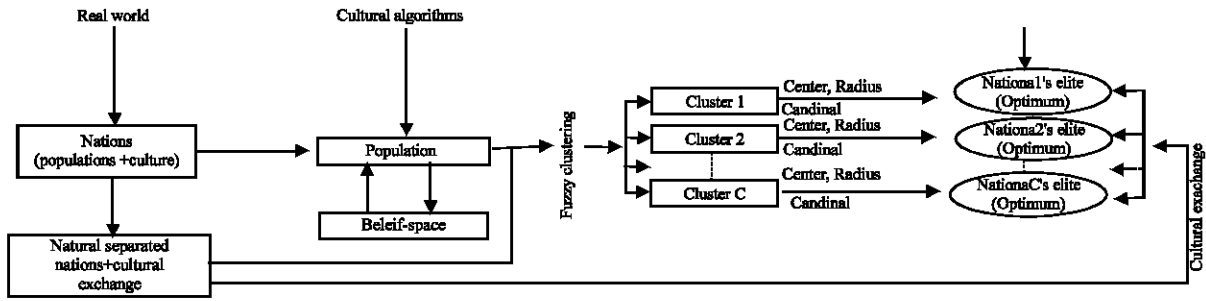 Real world
Cultural algorithms
Nations
(populations +culture)
Population
Beleif-space
Natural separated
nations+cultural
exchange
Fuzzy clustering
Cluster 1
Cluster 2
Cluster C
Center, Radius
Candinal
Center, Radius
Candinal
Center, Radius
Candinal
Nationa1's elite
(Optimum)
Nationa2's elite
(Optimum)
NationaC's elite
(Optimum)
Cultural exachange